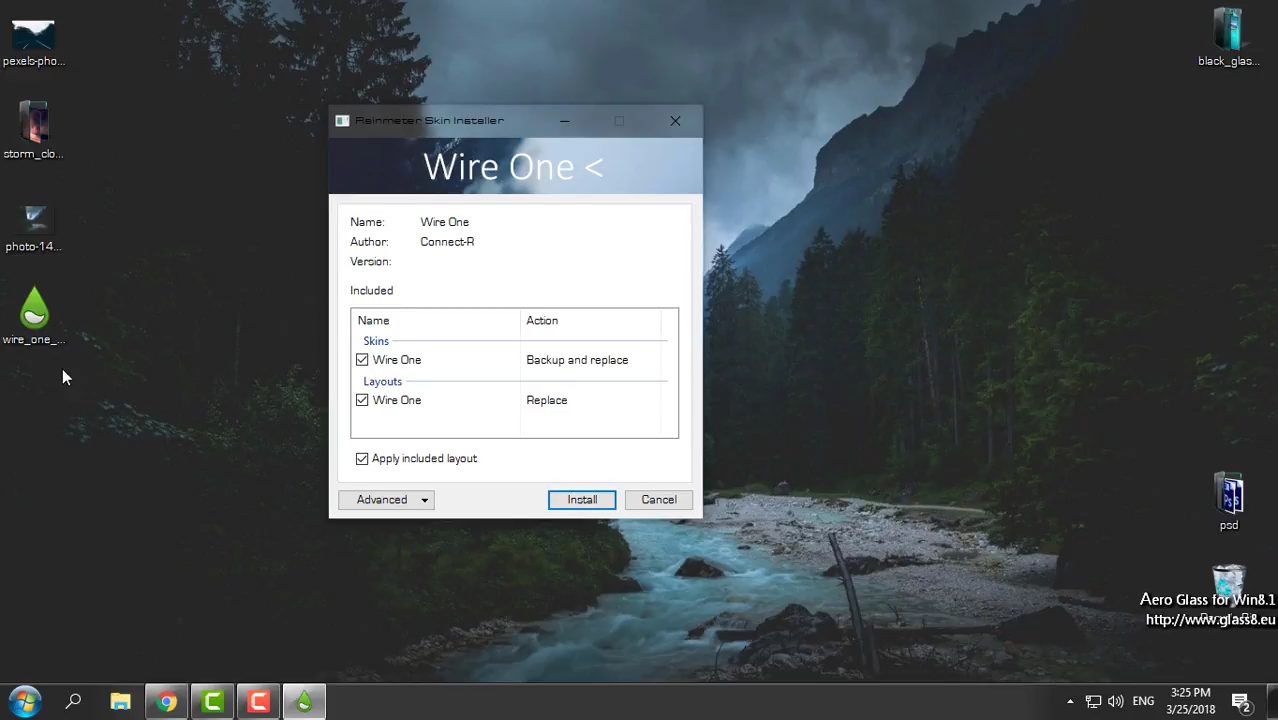 pexels-pho...
black_glas...
storm_clo...
photo-14...
wire_one_...
Rainmeter Skin Installer
Wire One <
Name: Wire One
Author: Connect-R
Version:
Included
Name Action
Skins
Wire One Backup and replace
Layouts
Wire One Replace
Apply included layout
Advanced Install Cancel
psd
Aero Glass for Win8.1
http://www.glass8.eu
ENG
3:25 PM
3/25/2018
2